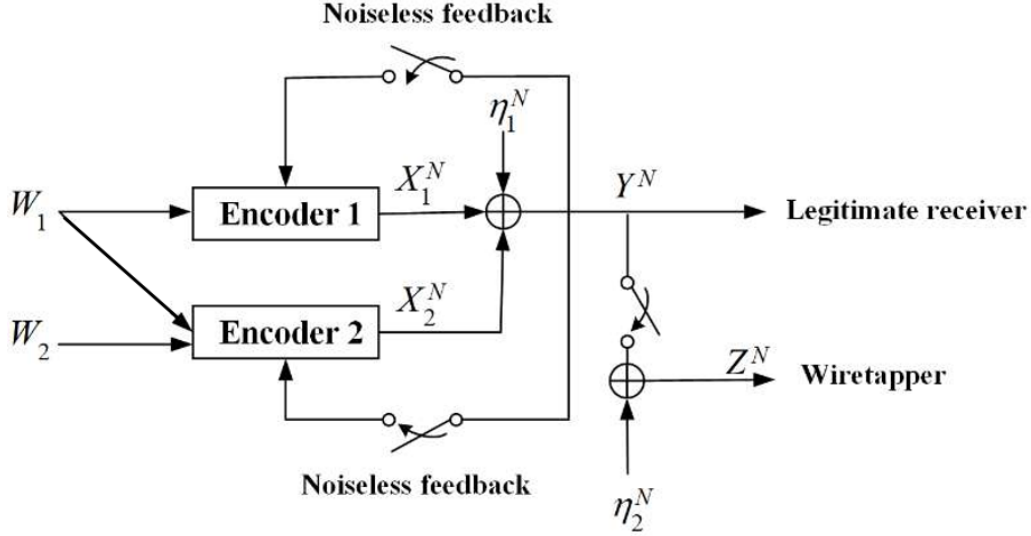 Noiseless feedback
η₁ᴺ
W₁
Encoder 1
X₁ᴺ
Yᴺ
Legitimate receiver
W₂
Encoder 2
X₂ᴺ
Zᴺ
Wiretapper
Noiseless feedback
η₂ᴺ